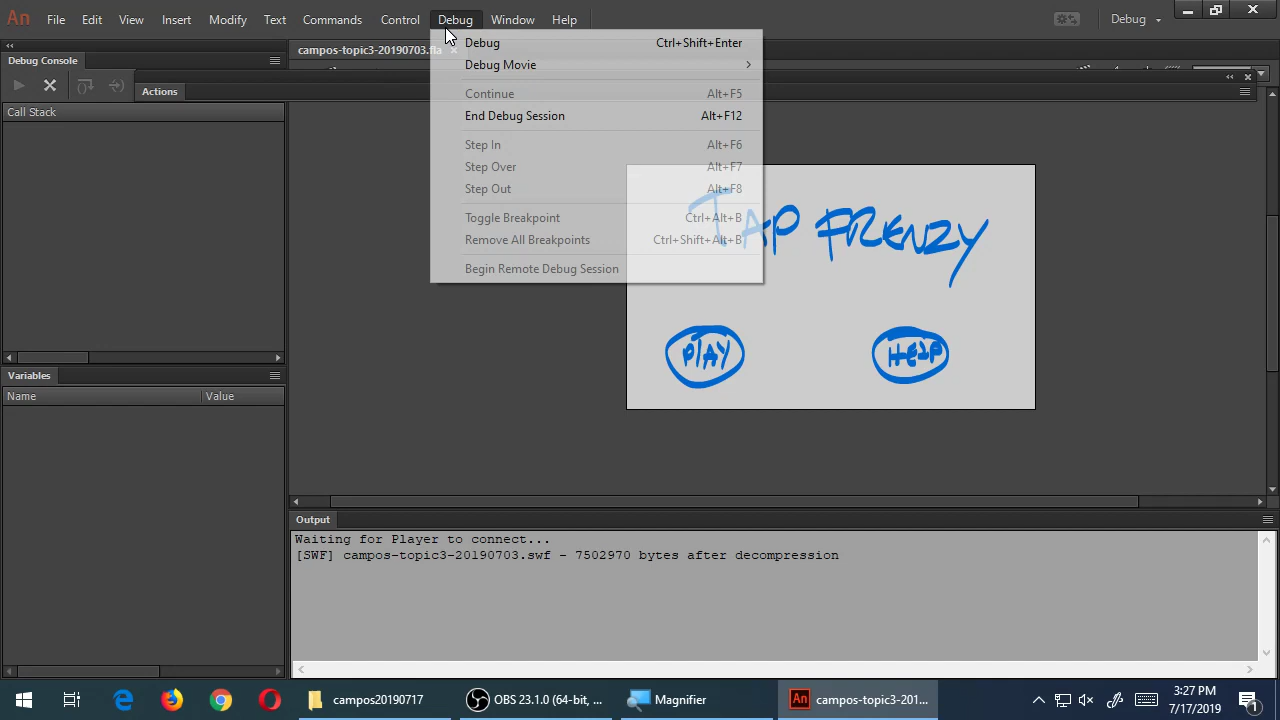 An File Edit View Insert Modify Text Commands Control Debug Window Help Debug
campos-topic3-20190703.fla
Debug Console
Actions
Call Stack
Debug Ctrl+Shift+Enter
Debug Movie
Continue Alt+F5
End Debug Session Alt+F12
Step In Alt+F6
Step Over Alt+F7
Step Out Alt+F8
Toggle Breakpoint Ctrl+Alt+B
Remove All Breakpoints Ctrl+Shift+Alt+B
Begin Remote Debug Session
TAP FRENZY
PLAY HELP
Variables
Name Value
Output
Waiting for Player to connect...
[SWF] campos-topic3-20190703.swf - 7502970 bytes after decompression
campos20190717 OBS 23.1.0 (64-bit, ... Magnifier An campos-topic3-201...
3:27 PM
7/17/2019
1